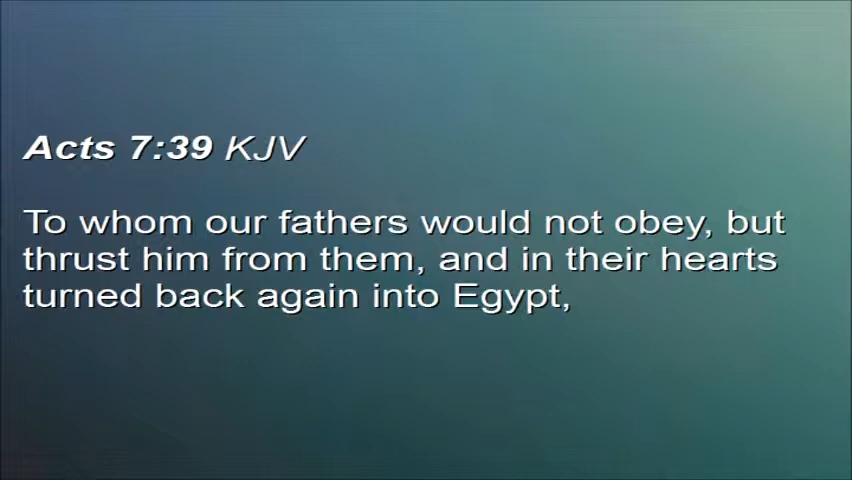 Acts 7:39 KJV
To whom our fathers would not obey, but
thrust him from them, and in their hearts
turned back again into Egypt,